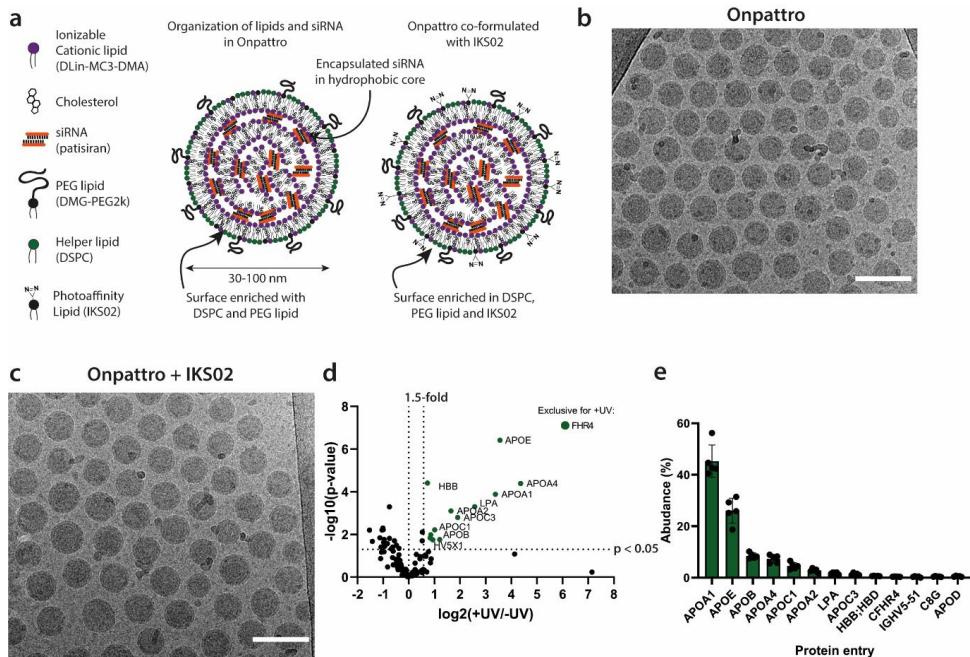 a
Ionizable
Cationic lipid
(DLin-MC3-DMA)
Cholesterol
siRNA
(patisiran)
PEG lipid
(DMG-PEG2k)
Helper lipid
(DSPC)
N=N
Photoaffinity
Lipid (IKS02)
Organization of lipids and siRNA
in Onpattro
Encapsulated siRNA
in hydrophobic core
30-100 nm
Surface enriched with
DSPC and PEG lipid
Onpattro co-formulated
with IKS02
N=N
N=N
N=N
N=N
N=N
N=N
N=N
N=N
Surface enriched in DSPC,
PEG lipid and IKS02
b
Onpattro
c
Onpattro + IKS02
d
1.5-fold
Exclusive for +UV:
FHR4
APOE
HBB
APOA4
APOA1
LPA
APOA2
APOC3
APOC1
APOB
HV5X1
p < 0.05
-log10(p-value)
8
6
4
2
0
-2 -1 0 1 2 3 4 5 6 7 8
log2(+UV/-UV)
e
Abudance (%)
60
40
20
0
APOA1
APOE
APOB
APOA4
APOC1
APOA2
LPA
APOC3
HBB;HBD
CFHR4
IGHV5-51
C8G
APOD
Protein entry